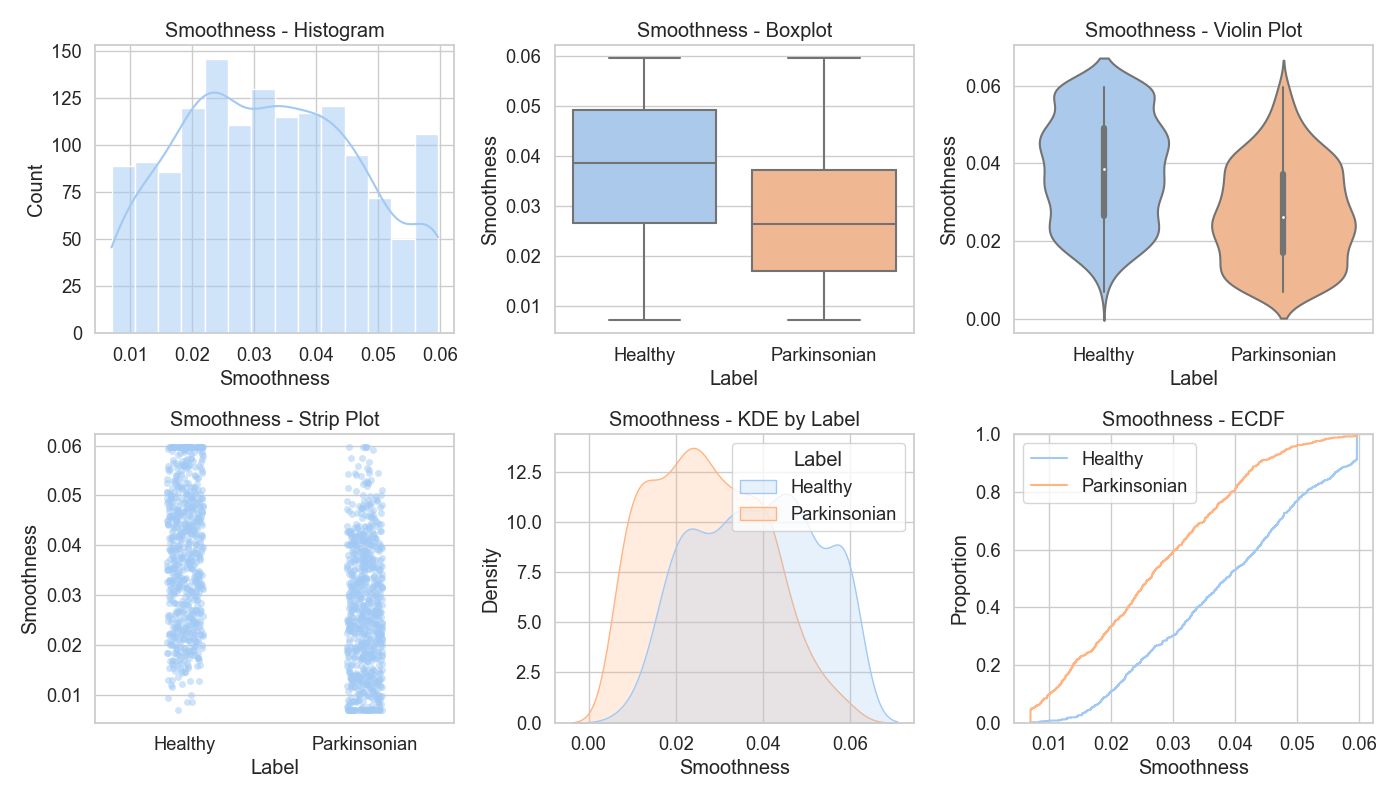 Smoothness - Histogram
150
125
100
75
50
25
0
Count
0.01 0.02 0.03 0.04 0.05 0.06
Smoothness
Smoothness - Boxplot
0.06
0.05
0.04
0.03
0.02
0.01
Smoothness
Healthy Parkinsonian
Label
Smoothness - Violin Plot
0.06
0.04
0.02
0.00
Smoothness
Healthy Parkinsonian
Label
Smoothness - Strip Plot
0.06
0.05
0.04
0.03
0.02
0.01
Smoothness
Healthy Parkinsonian
Label
Smoothness - KDE by Label
Label
Healthy
Parkinsonian
12.5
10.0
7.5
5.0
2.5
0.0
Density
0.00 0.02 0.04 0.06
Smoothness
Smoothness - ECDF
Healthy
Parkinsonian
1.0
0.8
0.6
0.4
0.2
0.0
Proportion
0.01 0.02 0.03 0.04 0.05 0.06
Smoothness